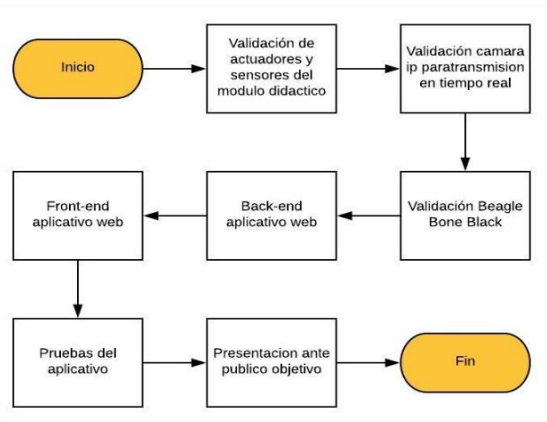 Inicio
Validación de
actuadores y
sensores del
modulo didactico
Validación camara
ip paratransmision
en tiempo real
Validación Beagle
Bone Black
Back-end
aplicativo web
Front-end
aplicativo web
Pruebas del
aplicativo
Presentacion ante
publico objetivo
Fin